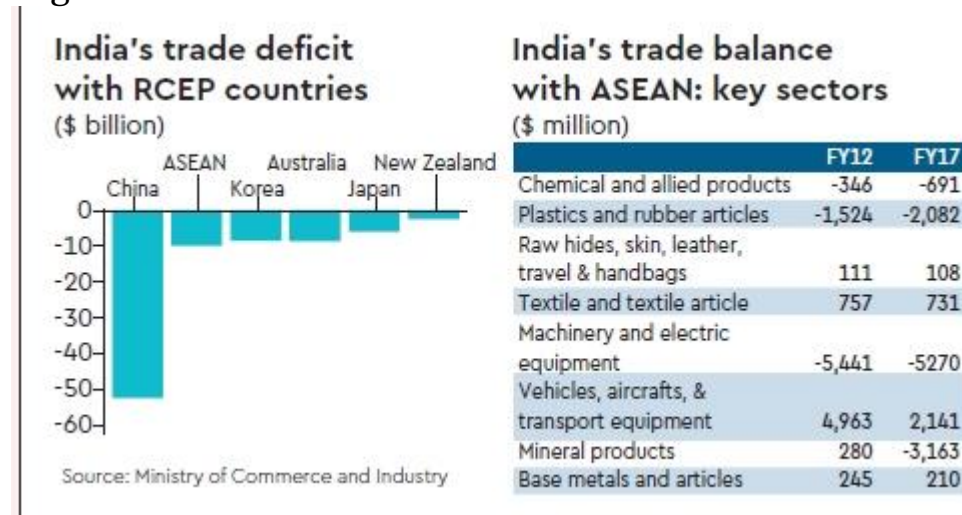 India's trade deficit
with RCEP countries
($ billion)
ASEAN Australia New Zealand
China Korea Japan
0
-10
-20
-30
-40
-50
-60
Source: Ministry of Commerce and Industry
India's trade balance
with ASEAN: key sectors
($ million)
FY12 FY17
Chemical and allied products -346 -691
Plastics and rubber articles -1,524 -2,082
Raw hides, skin, leather,
travel & handbags 111 108
Textile and textile article 757 731
Machinery and electric
equipment -5,441 -5270
Vehicles, aircrafts, &
transport equipment 4,963 2,141
Mineral products 280 -3,163
Base metals and articles 245 210